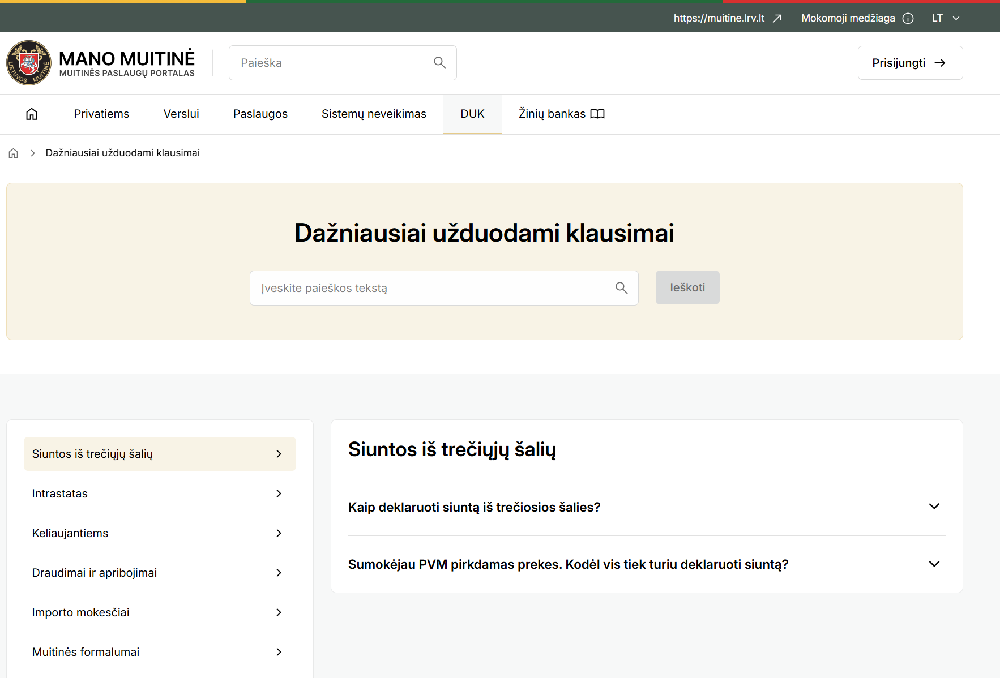 https://muitine.lrv.lt
Mokomoji medžiaga
LT
LIETUVOS MUITINĖ
MANO MUITINĖ
MUITINĖS PASLAUGŲ PORTALAS
Paieška
Prisijungti
Privatiems
Verslui
Paslaugos
Sistemų neveikimas
DUK
Žinių bankas
Dažniausiai užduodami klausimai
Dažniausiai užduodami klausimai
Įveskite paieškos tekstą
Ieškoti
Siuntos iš trečiųjų šalių
Intrastatas
Keliaujantiems
Draudimai ir apribojimai
Importo mokesčiai
Muitinės formalumai
Siuntos iš trečiųjų šalių
Kaip deklaruoti siuntą iš trečiosios šalies?
Sumokėjau PVM pirkdamas prekes. Kodėl vis tiek turiu deklaruoti siuntą?